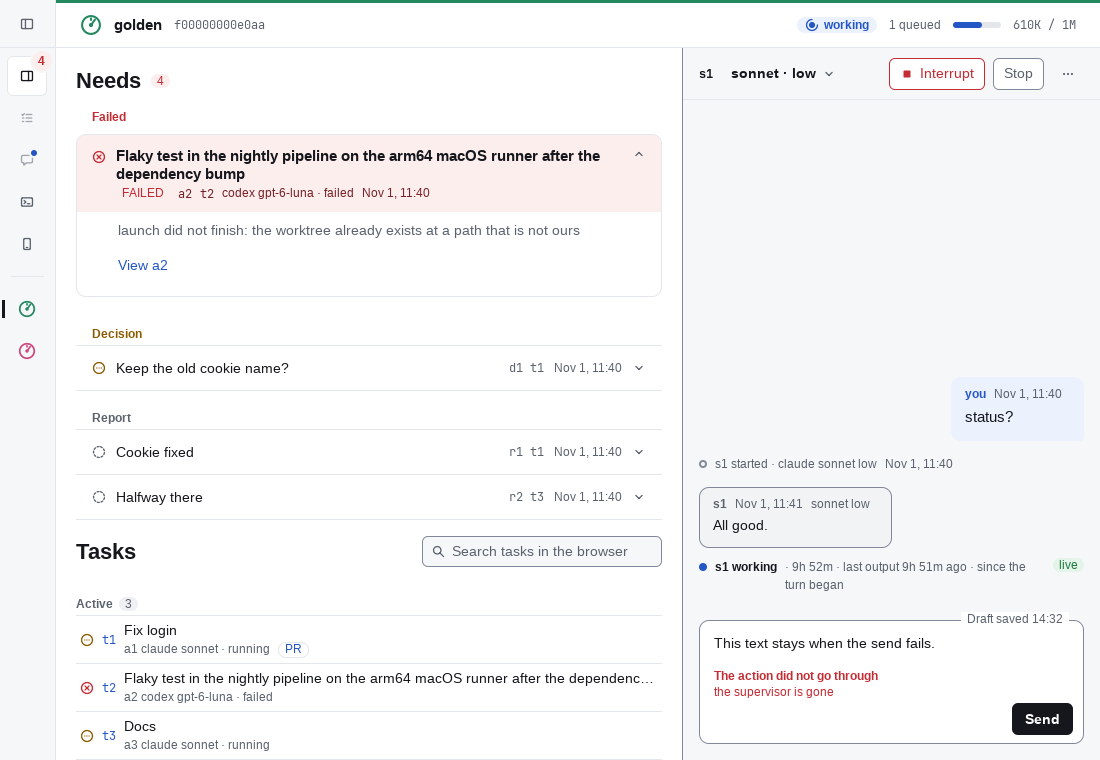 golden f00000000e0aa
working 1 queued 610K / 1M
4
Needs 4
Failed
Flaky test in the nightly pipeline on the arm64 macOS runner after the
dependency bump
FAILED a2 t2 codex gpt-6-luna · failed Nov 1, 11:40
launch did not finish: the worktree already exists at a path that is not ours
View a2
Decision
Keep the old cookie name? d1 t1 Nov 1, 11:40
Report
Cookie fixed r1 t1 Nov 1, 11:40
Halfway there r2 t3 Nov 1, 11:40
Tasks
Search tasks in the browser
Active 3
t1 Fix login
a1 claude sonnet · running PR
t2 Flaky test in the nightly pipeline on the arm64 macOS runner after the dependenc…
a2 codex gpt-6-luna · failed
t3 Docs
a3 claude sonnet · running
s1 sonnet · low
Interrupt
Stop
you Nov 1, 11:40
status?
s1 started · claude sonnet low Nov 1, 11:40
s1 Nov 1, 11:41 sonnet low
All good.
s1 working · 9h 52m · last output 9h 51m ago · since the
turn began
live
Draft saved 14:32
This text stays when the send fails.
The action did not go through
the supervisor is gone
Send